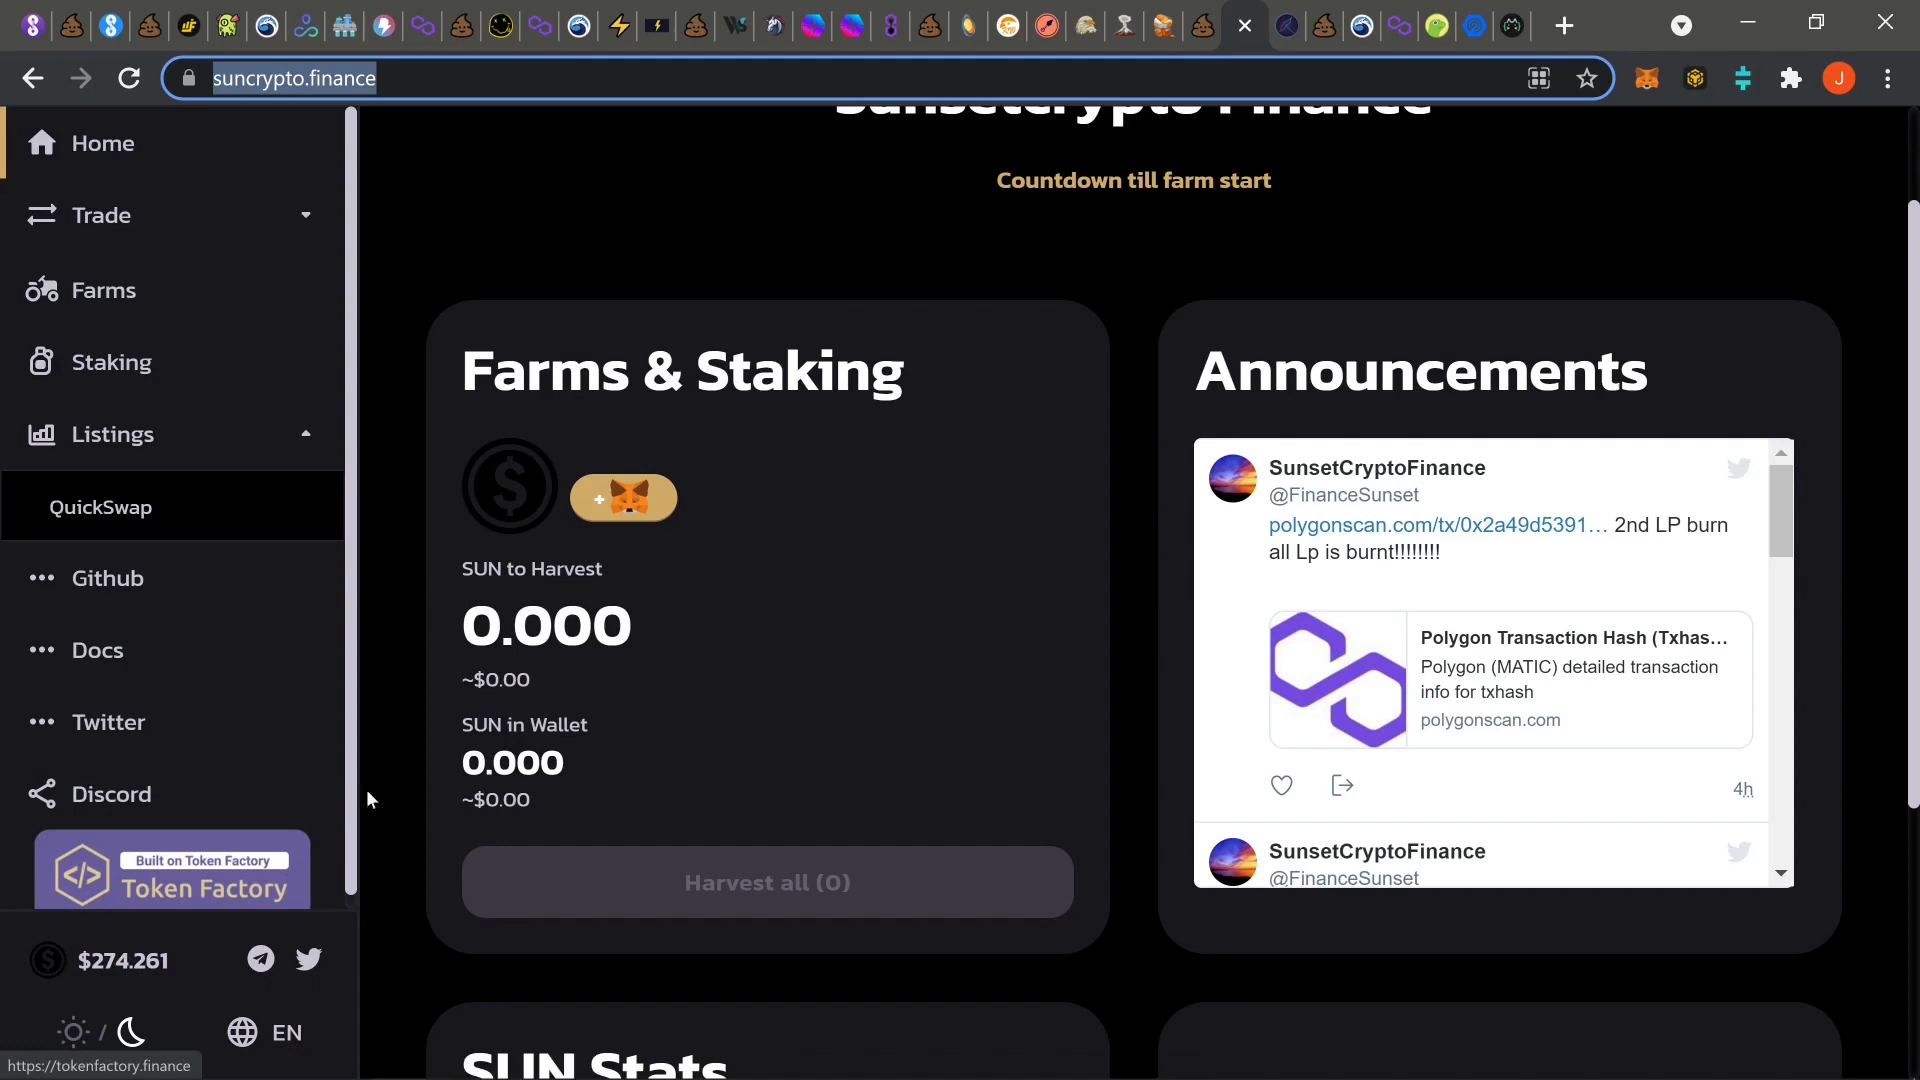 suncrypto.finance
J
Home
Trade
Farms
Staking
Listings
QuickSwap
Github
Docs
Twitter
Discord
Built on Token Factory
Token Factory
$274.261
EN
https://tokenfactory.finance
SunsetCrypto Finance
Countdown till farm start
Farms & Staking
SUN to Harvest
0.000
~$0.00
SUN in Wallet
0.000
~$0.00
Harvest all (0)
SUN Stats
Announcements
SunsetCryptoFinance
@FinanceSunset
polygonscan.com/tx/0x2a49d5391… 2nd LP burn
all Lp is burnt!!!!!!!!
Polygon Transaction Hash (Txhas…
Polygon (MATIC) detailed transaction
info for txhash
polygonscan.com
4h
SunsetCryptoFinance
@FinanceSunset